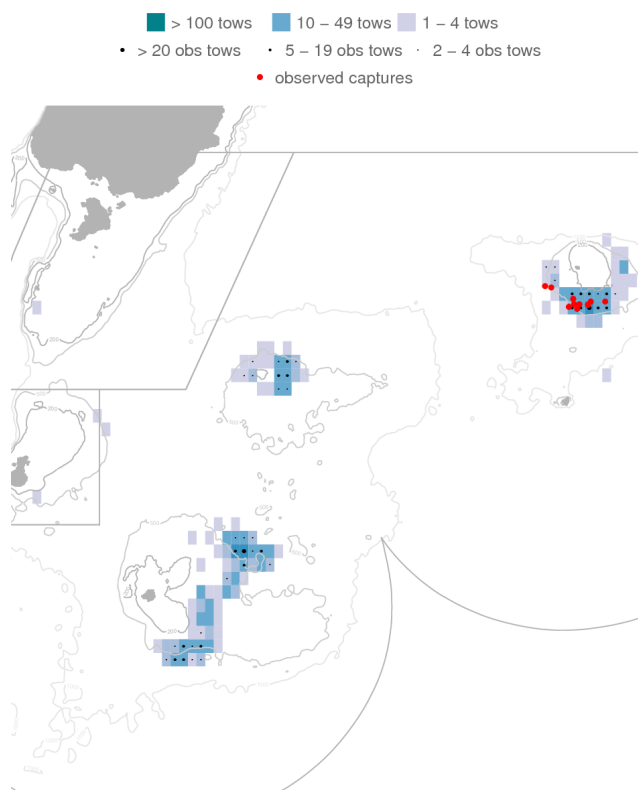 > 100 tows 10 − 49 tows 1 − 4 tows
> 20 obs tows 5 − 19 obs tows 2 − 4 obs tows
observed captures